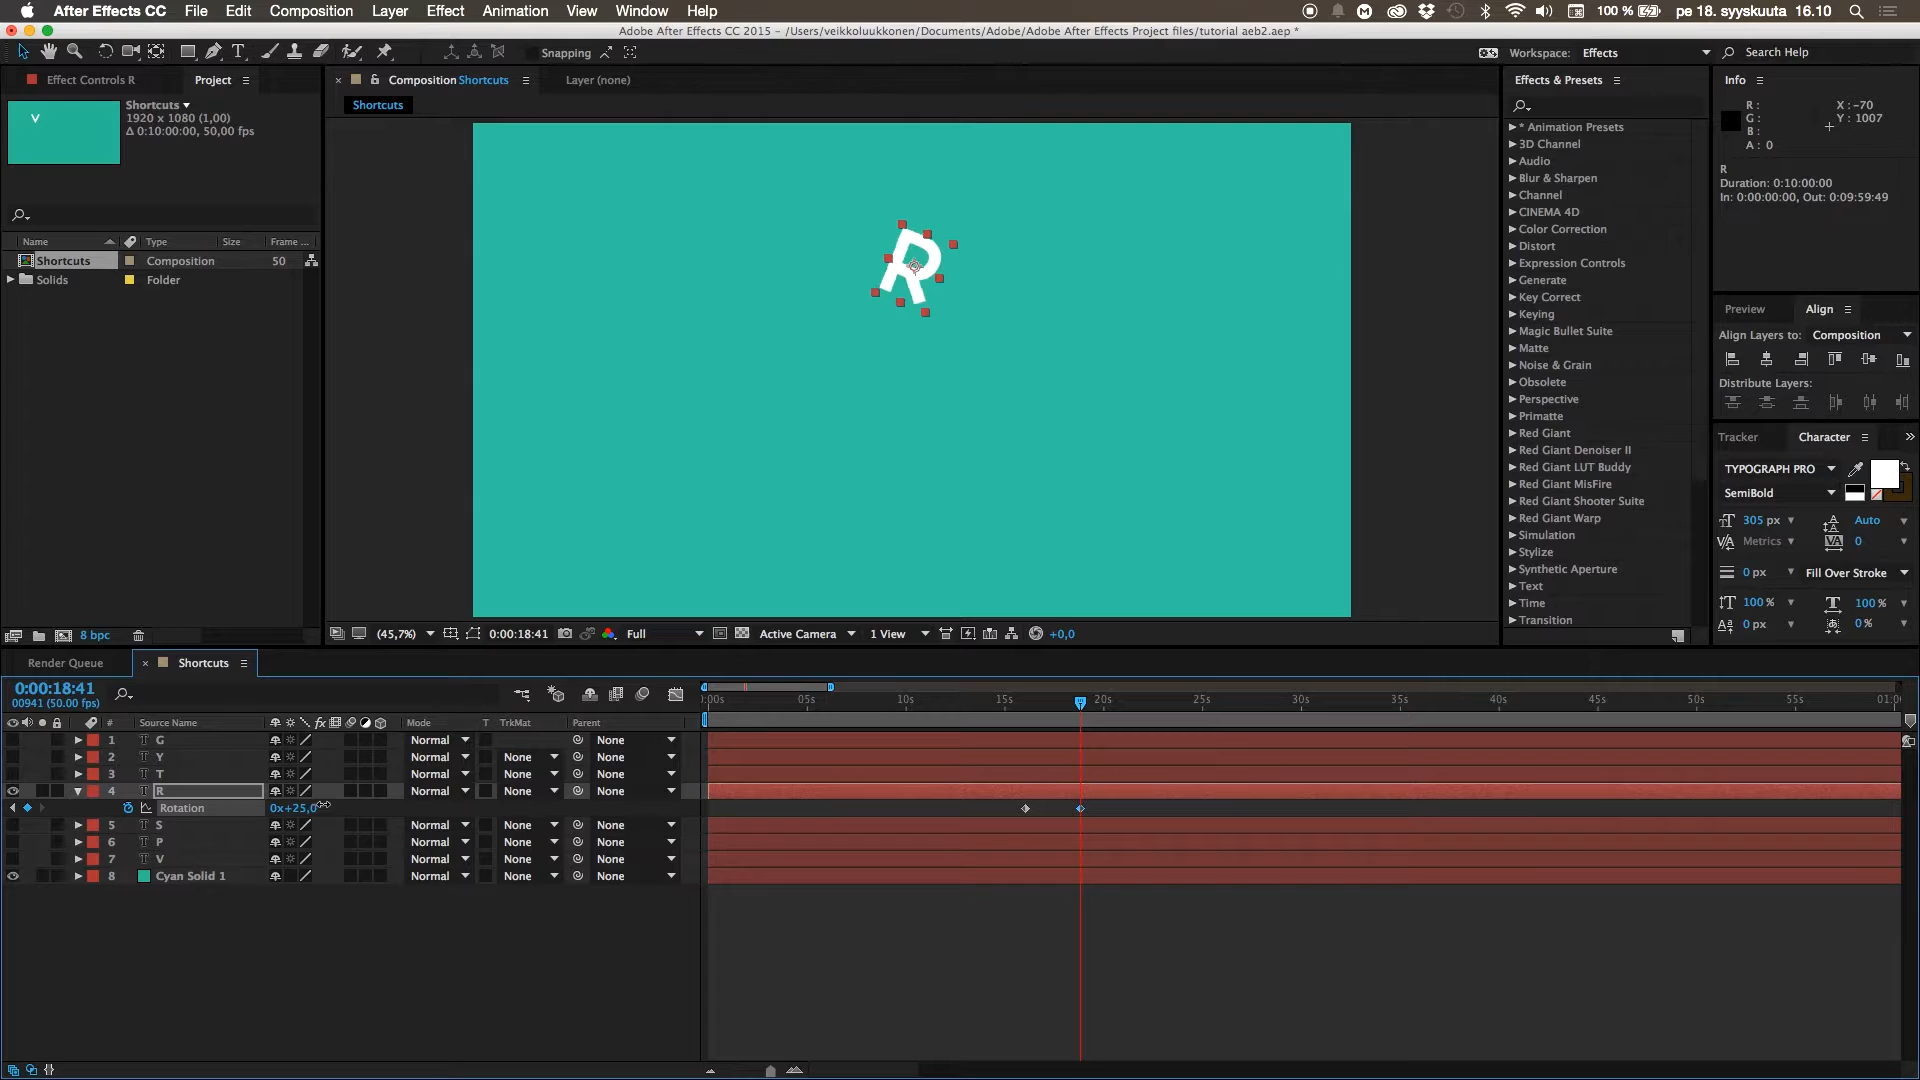 After Effects CC File Edit Composition Layer Effect Animation View Window Help 100 % pe 18. syyskuuta 16.10
Adobe After Effects CC 2015 - /Users/veikkoluukkonen/Documents/Adobe/Adobe After Effects Project files/tutorial aeb2.aep *
Snapping Workspace: Effects Search Help
Effect Controls R Project Composition Shortcuts Layer (none) Effects & Presets Info
Shortcuts
1920 x 1080 (1,00)
Δ 0:10:00:00, 50,00 fps
V
Shortcuts
R :
G :
B :
A : 0
X : -70
Y : 1007
R
Duration: 0:10:00:00
In: 0:00:00:00, Out: 0:09:59:49
Name Type Size Frame ...
Shortcuts Composition 50
Solids Folder
8 bpc
R
(45,7%) 0:00:18:41 Full Active Camera 1 View +0,0
* Animation Presets
3D Channel
Audio
Blur & Sharpen
Channel
CINEMA 4D
Color Correction
Distort
Expression Controls
Generate
Key Correct
Keying
Magic Bullet Suite
Matte
Noise & Grain
Obsolete
Perspective
Primatte
Red Giant
Red Giant Denoiser II
Red Giant LUT Buddy
Red Giant MisFire
Red Giant Shooter Suite
Red Giant Warp
Simulation
Stylize
Synthetic Aperture
Text
Time
Transition
Preview Align
Align Layers to: Composition
Distribute Layers:
Tracker Character
TYPOGRAPH PRO
SemiBold
305 px Auto
Metrics 0
0 px Fill Over Stroke
100 % 100 %
0 px 0 %
Render Queue Shortcuts
0:00:18:41
00941 (50.00 fps)
:00s 05s 10s 15s 20s 25s 30s 35s 40s 45s 50s 55s 01:0
# Source Name Mode T TrkMat Parent
1 G Normal None
2 Y Normal None None
3 T Normal None None
4 R Normal None None
Rotation 0x+25,0
5 S Normal None None
6 P Normal None None
7 V Normal None None
8 Cyan Solid 1 Normal None None